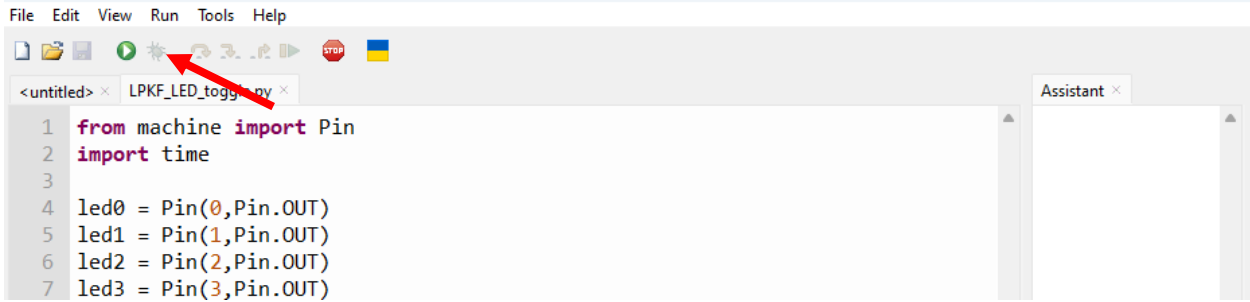 File Edit View Run Tools Help
STOP
<untitled> × LPKF_LED_toggle.py ×
Assistant ×
1 from machine import Pin
2 import time
3
4 led0 = Pin(0,Pin.OUT)
5 led1 = Pin(1,Pin.OUT)
6 led2 = Pin(2,Pin.OUT)
7 led3 = Pin(3,Pin.OUT)